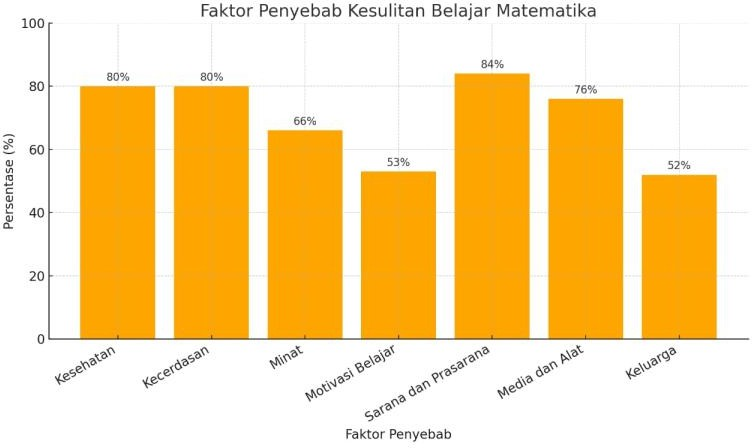 Faktor Penyebab Kesulitan Belajar Matematika
Persentase (%)
100
80
60
40
20
0
80%
80%
66%
53%
84%
76%
52%
Kesehatan
Kecerdasan
Minat
Motivasi Belajar
Sarana dan Prasarana
Media dan Alat
Keluarga
Faktor Penyebab